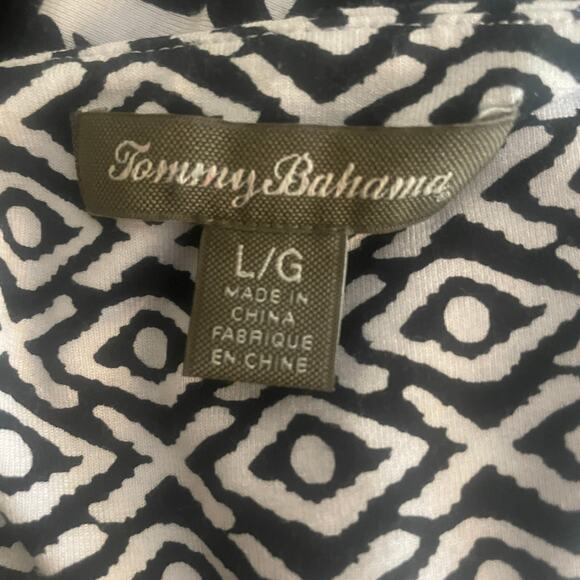 Tommy Bahama
L/G
MADE IN
CHINA
FABRIQUE
EN CHINE